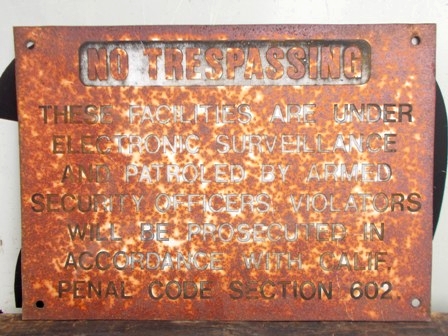 NO TRESPASSING
THESE FACILITIES ARE UNDER
ELECTRONIC SURVEILLANCE
AND PATROLED BY ARMED
SECURITY OFFICERS. VIOLATORS
WILL BE PROSECUTED IN
ACCORDANCE WITH CALIF.
PENAL CODE SECTION 602.